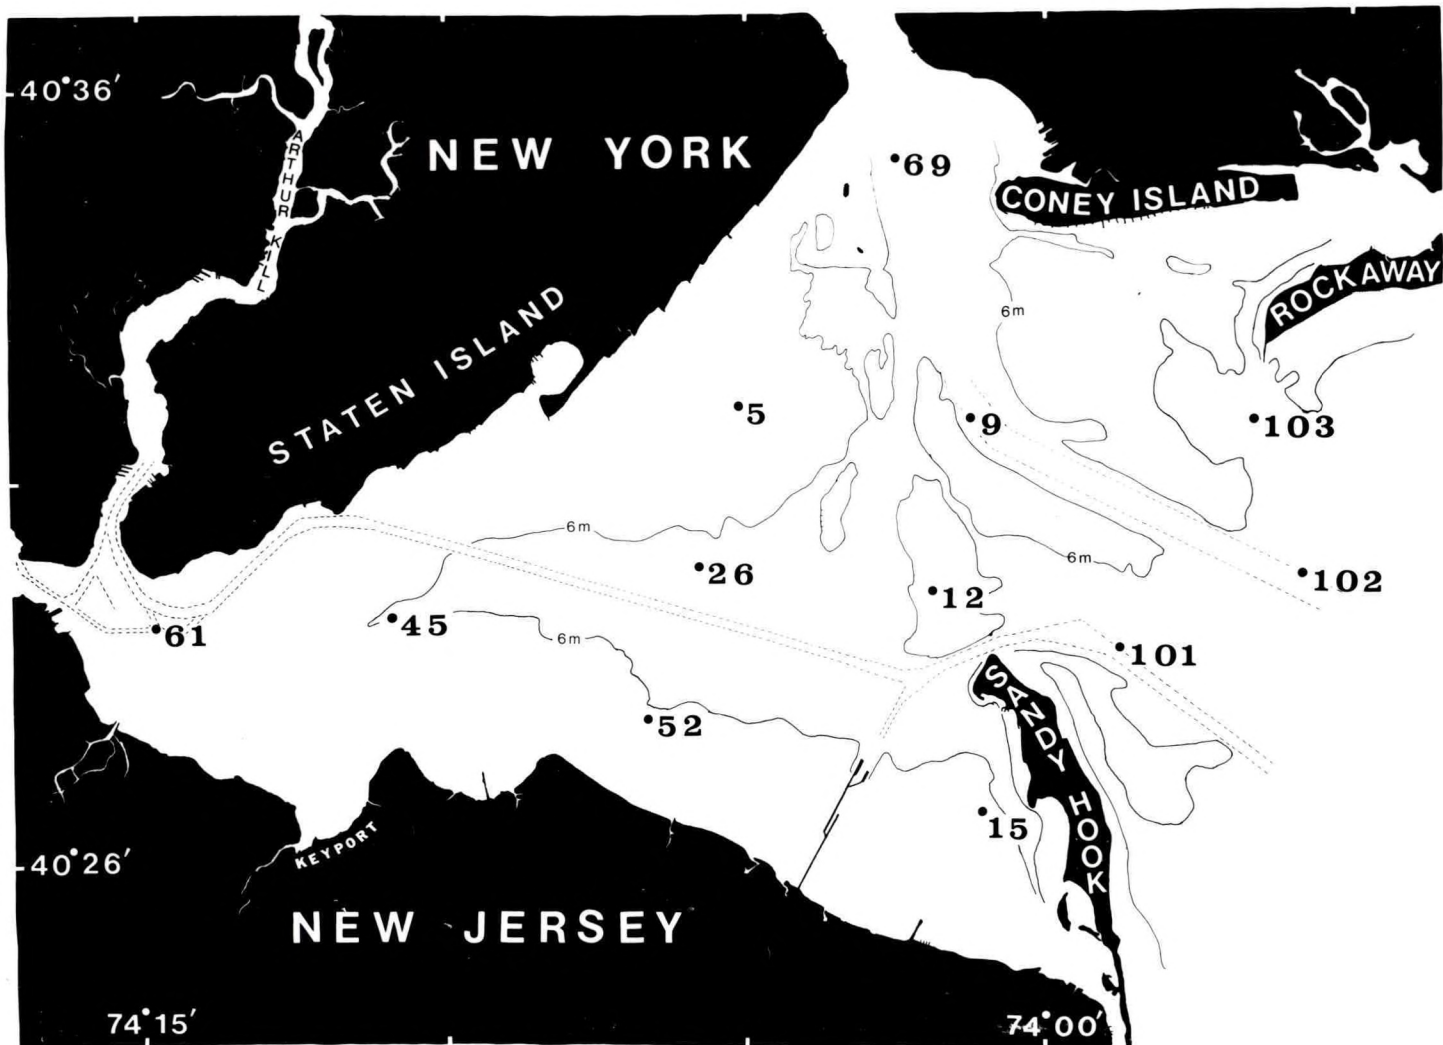 40°36'
ARTHUR KILL
NEW YORK
69
CONEY ISLAND
ROCKAWAY
6m
STATEN ISLAND
5
9
103
6m
26
6m
102
12
45
61
6m
101
SANDY HOOK
52
15
KEYPORT
40°26'
NEW JERSEY
74°15'
74°00'